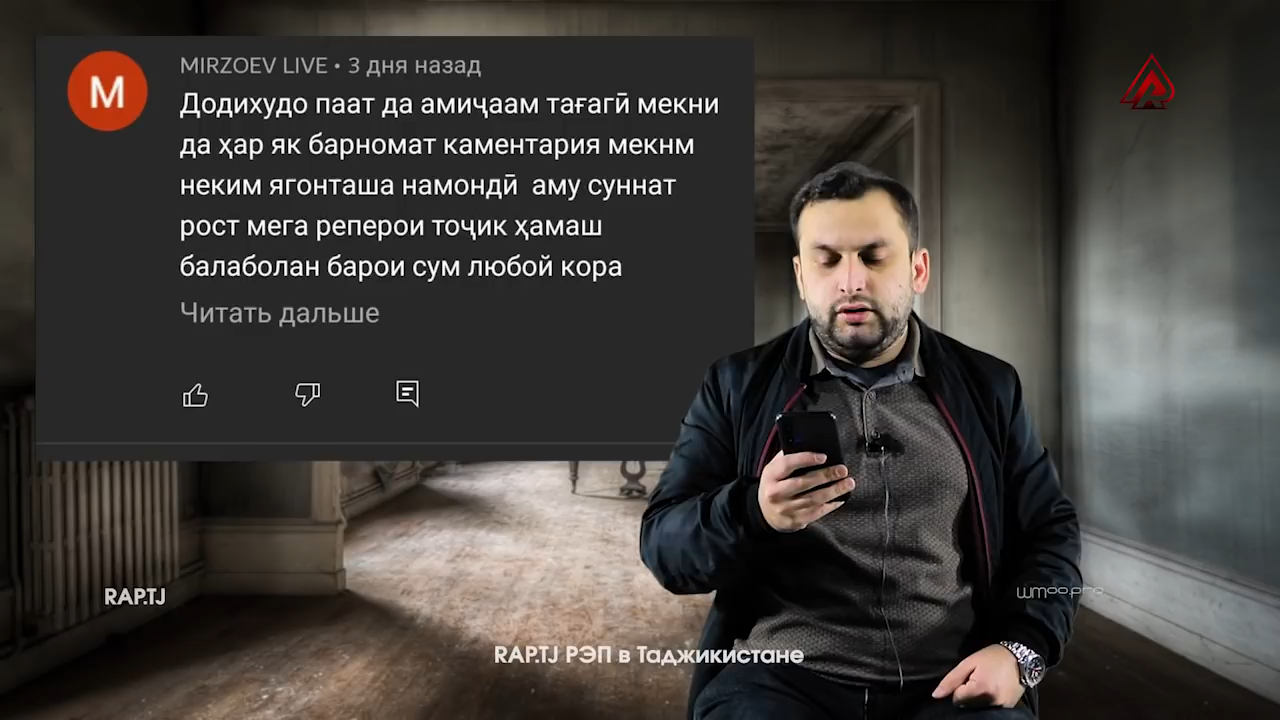 MIRZOEV LIVE • 3 дня назад
M
Додихудо паат да амиҷаам тағагӣ мекни
да ҳар як барномат каментария мекнм
неким ягонташа намондӣ аму суннат
рост мега реперои тоҷик ҳамаш
балаболан барои сум любой кора
Читать дальше
RAP.TJ
wmoo.pro
RAP.TJ РЭП в Таджикистане